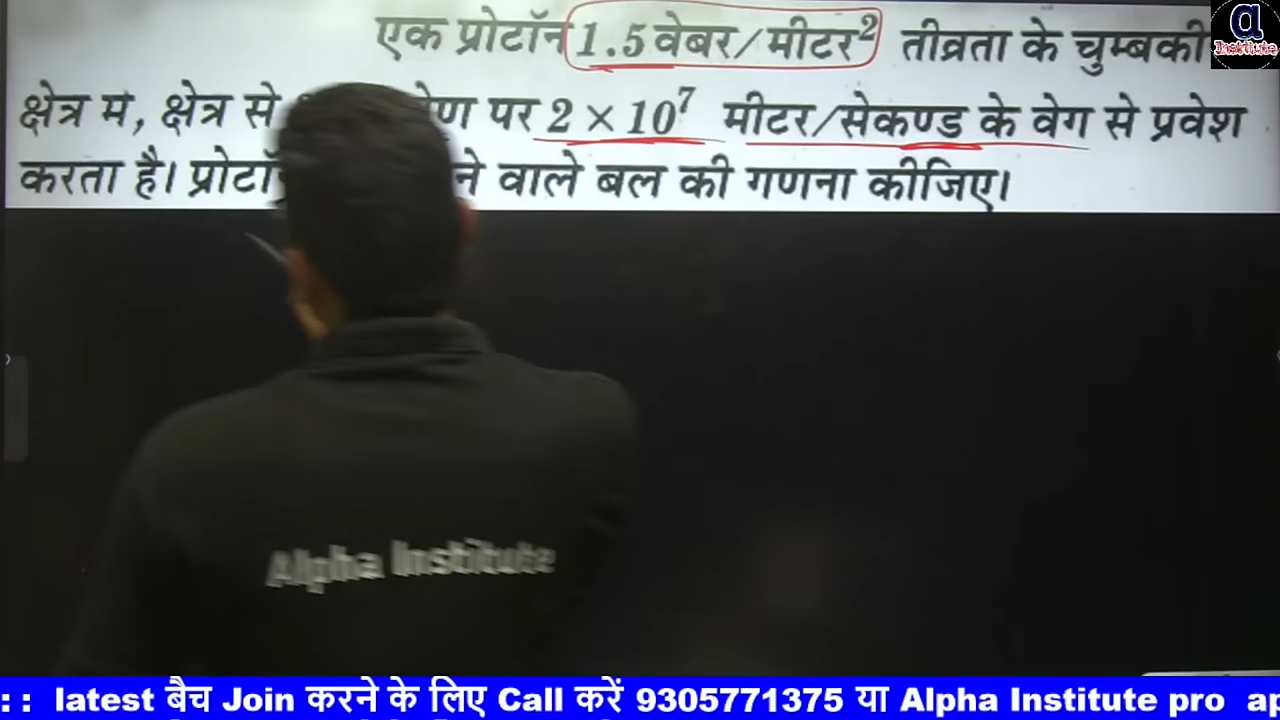 एक प्रोटॉन 1.5 वेबर/मीटर² तीव्रता के चुम्बकी
क्षेत्र में, क्षेत्र से पर 2 × 10⁷ मीटर/सेकण्ड के वेग से प्रवेश
करता है। वाले बल की गणना कीजिए।
α
Institute
Alpha Institute
:: latest बैच Join करने के लिए Call करें 9305771375 या Alpha Institute pro ap